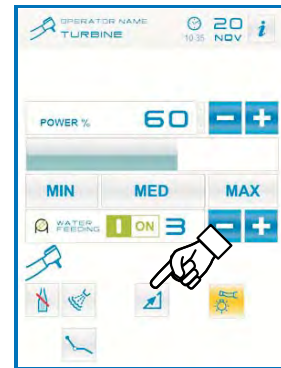 OPERATOR NAME
TURBINE
10:35
20
NOV
i
POWER %
60
− +
MIN MED MAX
WATER
FEEDING
I ON 3
− +